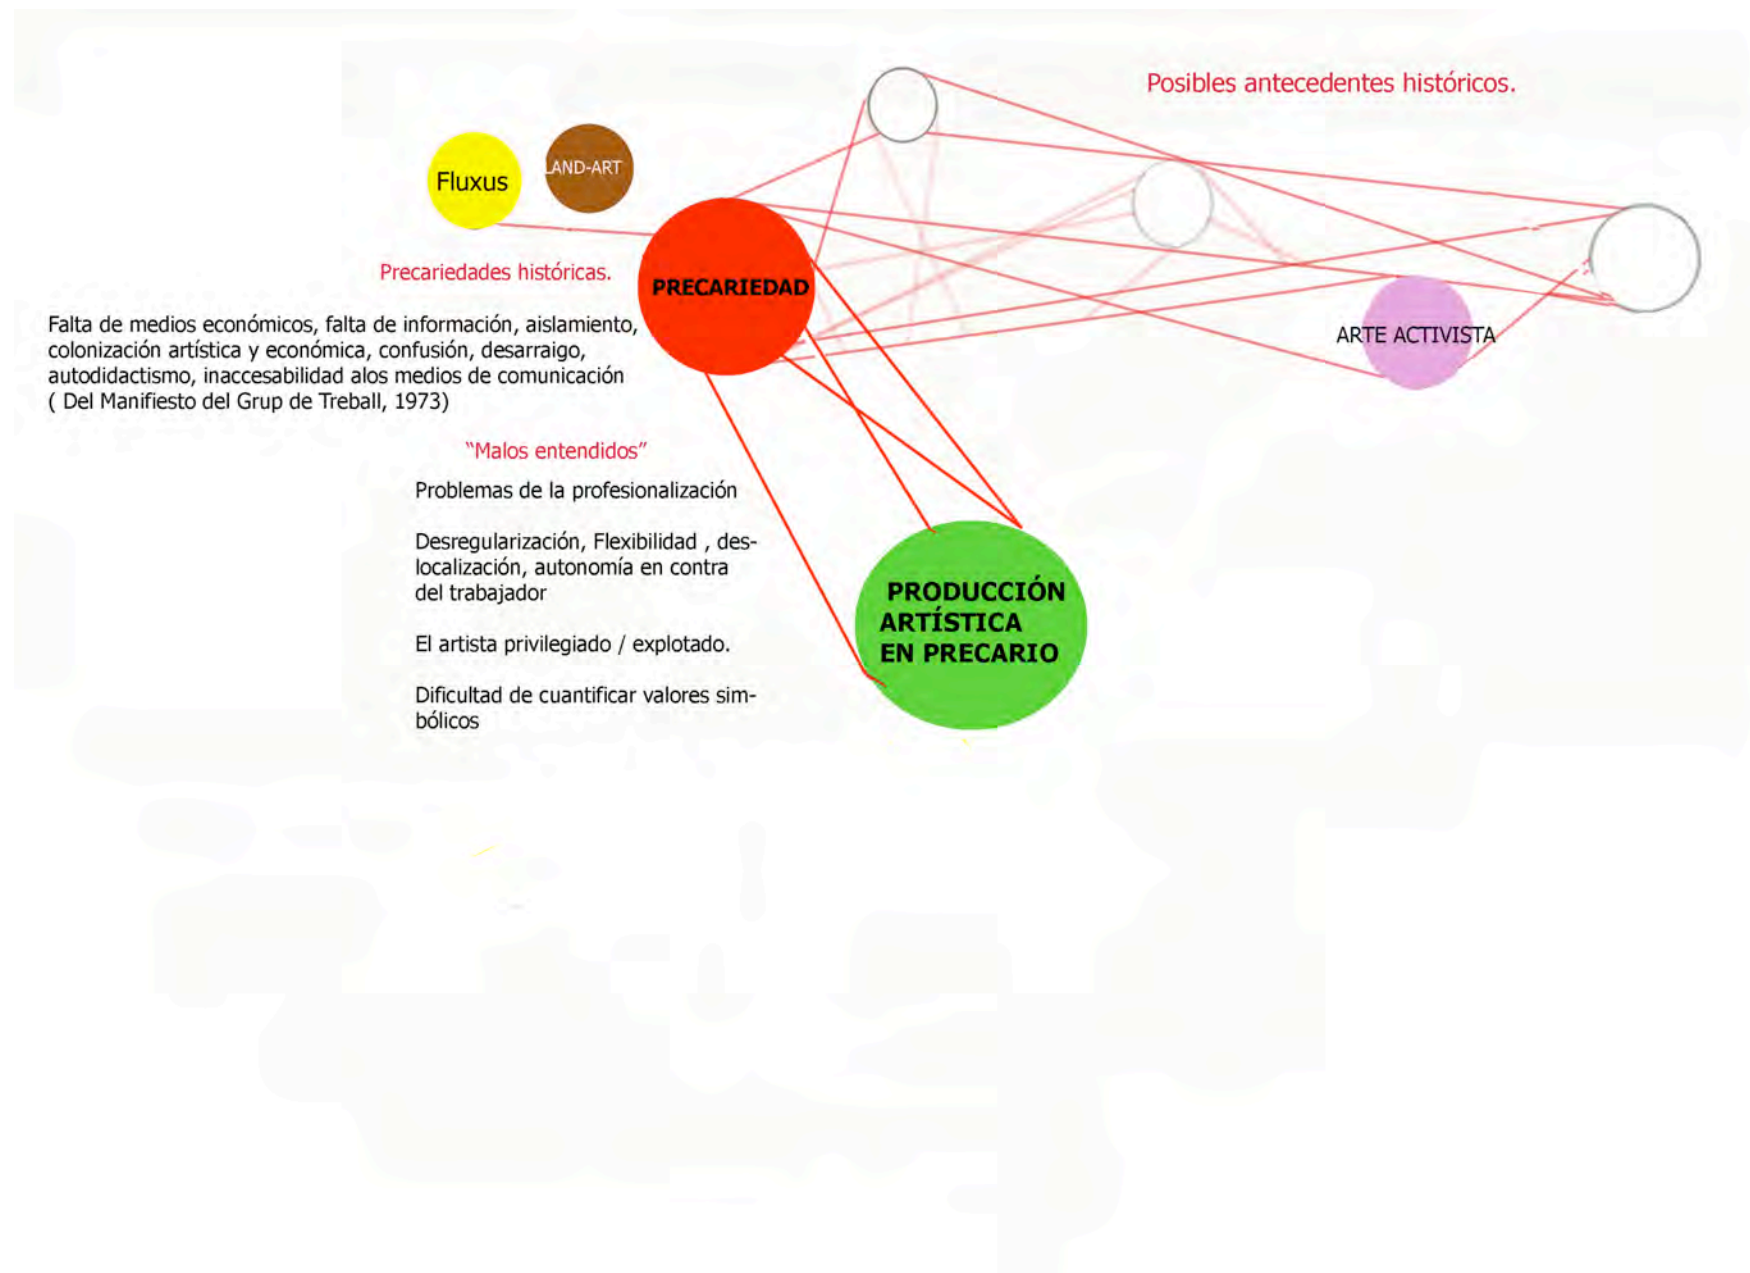 Posibles antecedentes históricos.
Fluxus
LAND-ART
Precariedades históricas.
PRECARIEDAD
ARTE ACTIVISTA
Falta de medios económicos, falta de información, aislamiento,
colonización artística y económica, confusión, desarraigo,
autodidactismo, inaccesabilidad alos medios de comunicación
( Del Manifiesto del Grup de Treball, 1973)
“Malos entendidos”
Problemas de la profesionalización
Desregularización, Flexibilidad , des-
localización, autonomía en contra
del trabajador
El artista privilegiado / explotado.
Dificultad de cuantificar valores sim-
bólicos
PRODUCCIÓN
ARTÍSTICA
EN PRECARIO